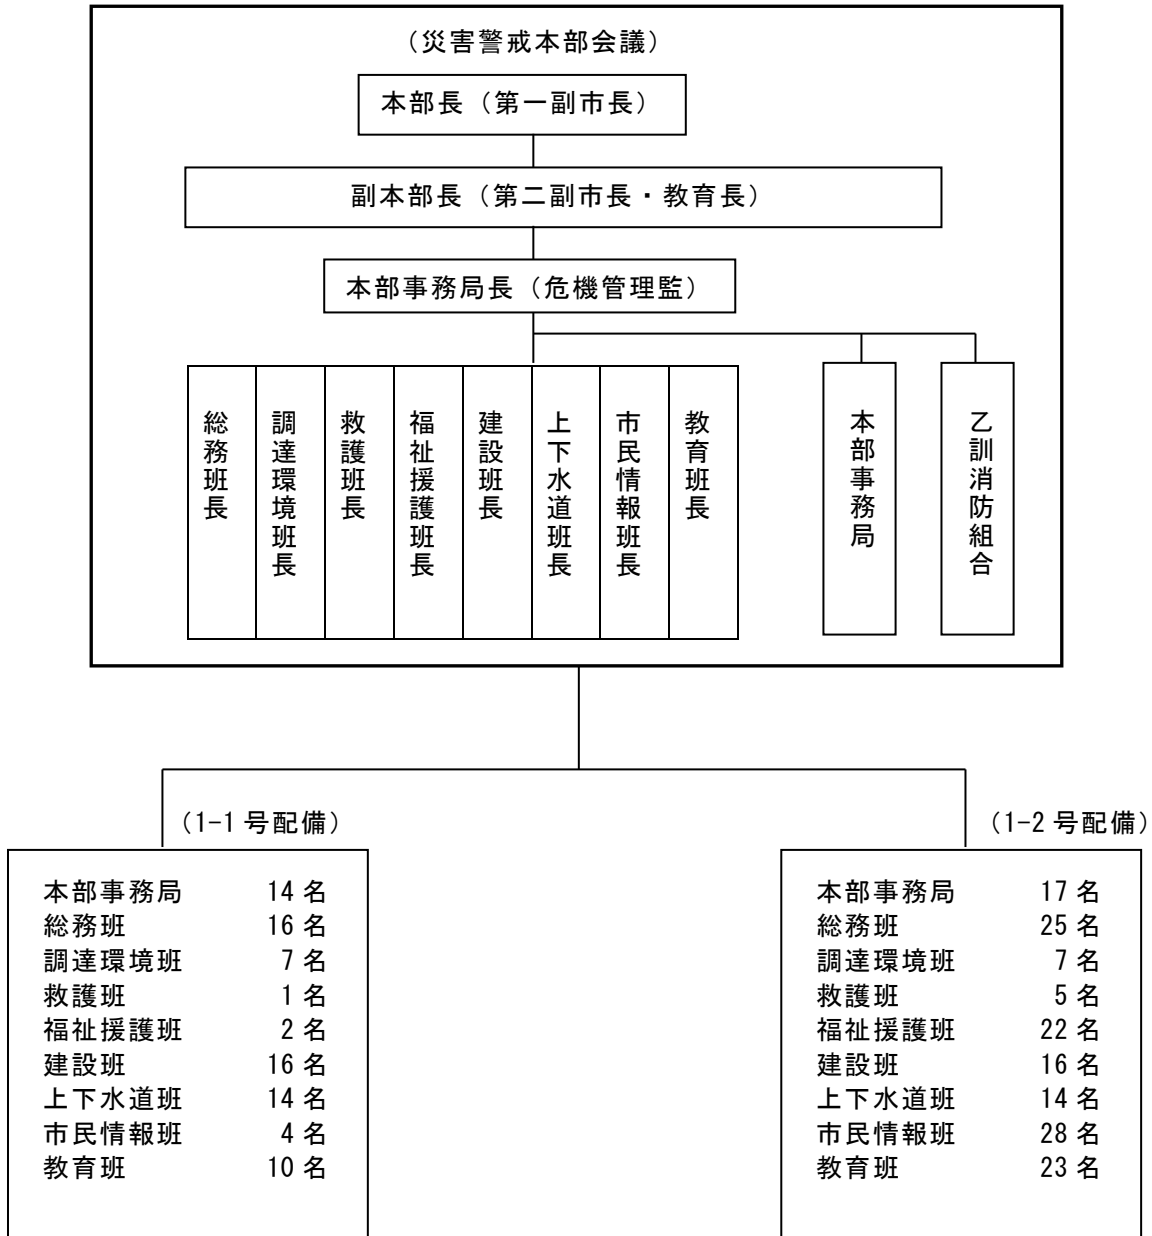 （災害警戒本部会議）
本部長（第一副市長）
副本部長（第二副市長・教育長）
本部事務局長（危機管理監）
総務班長
調達環境班長
救護班長
福祉援護班長
建設班長
上下水道班長
市民情報班長
教育班長
本部事務局
乙訓消防組合
（1−1 号配備）
本部事務局 14 名
総務班 16 名
調達環境班 7 名
救護班 1 名
福祉援護班 2 名
建設班 16 名
上下水道班 14 名
市民情報班 4 名
教育班 10 名
（1−2 号配備）
本部事務局 17 名
総務班 25 名
調達環境班 7 名
救護班 5 名
福祉援護班 22 名
建設班 16 名
上下水道班 14 名
市民情報班 28 名
教育班 23 名